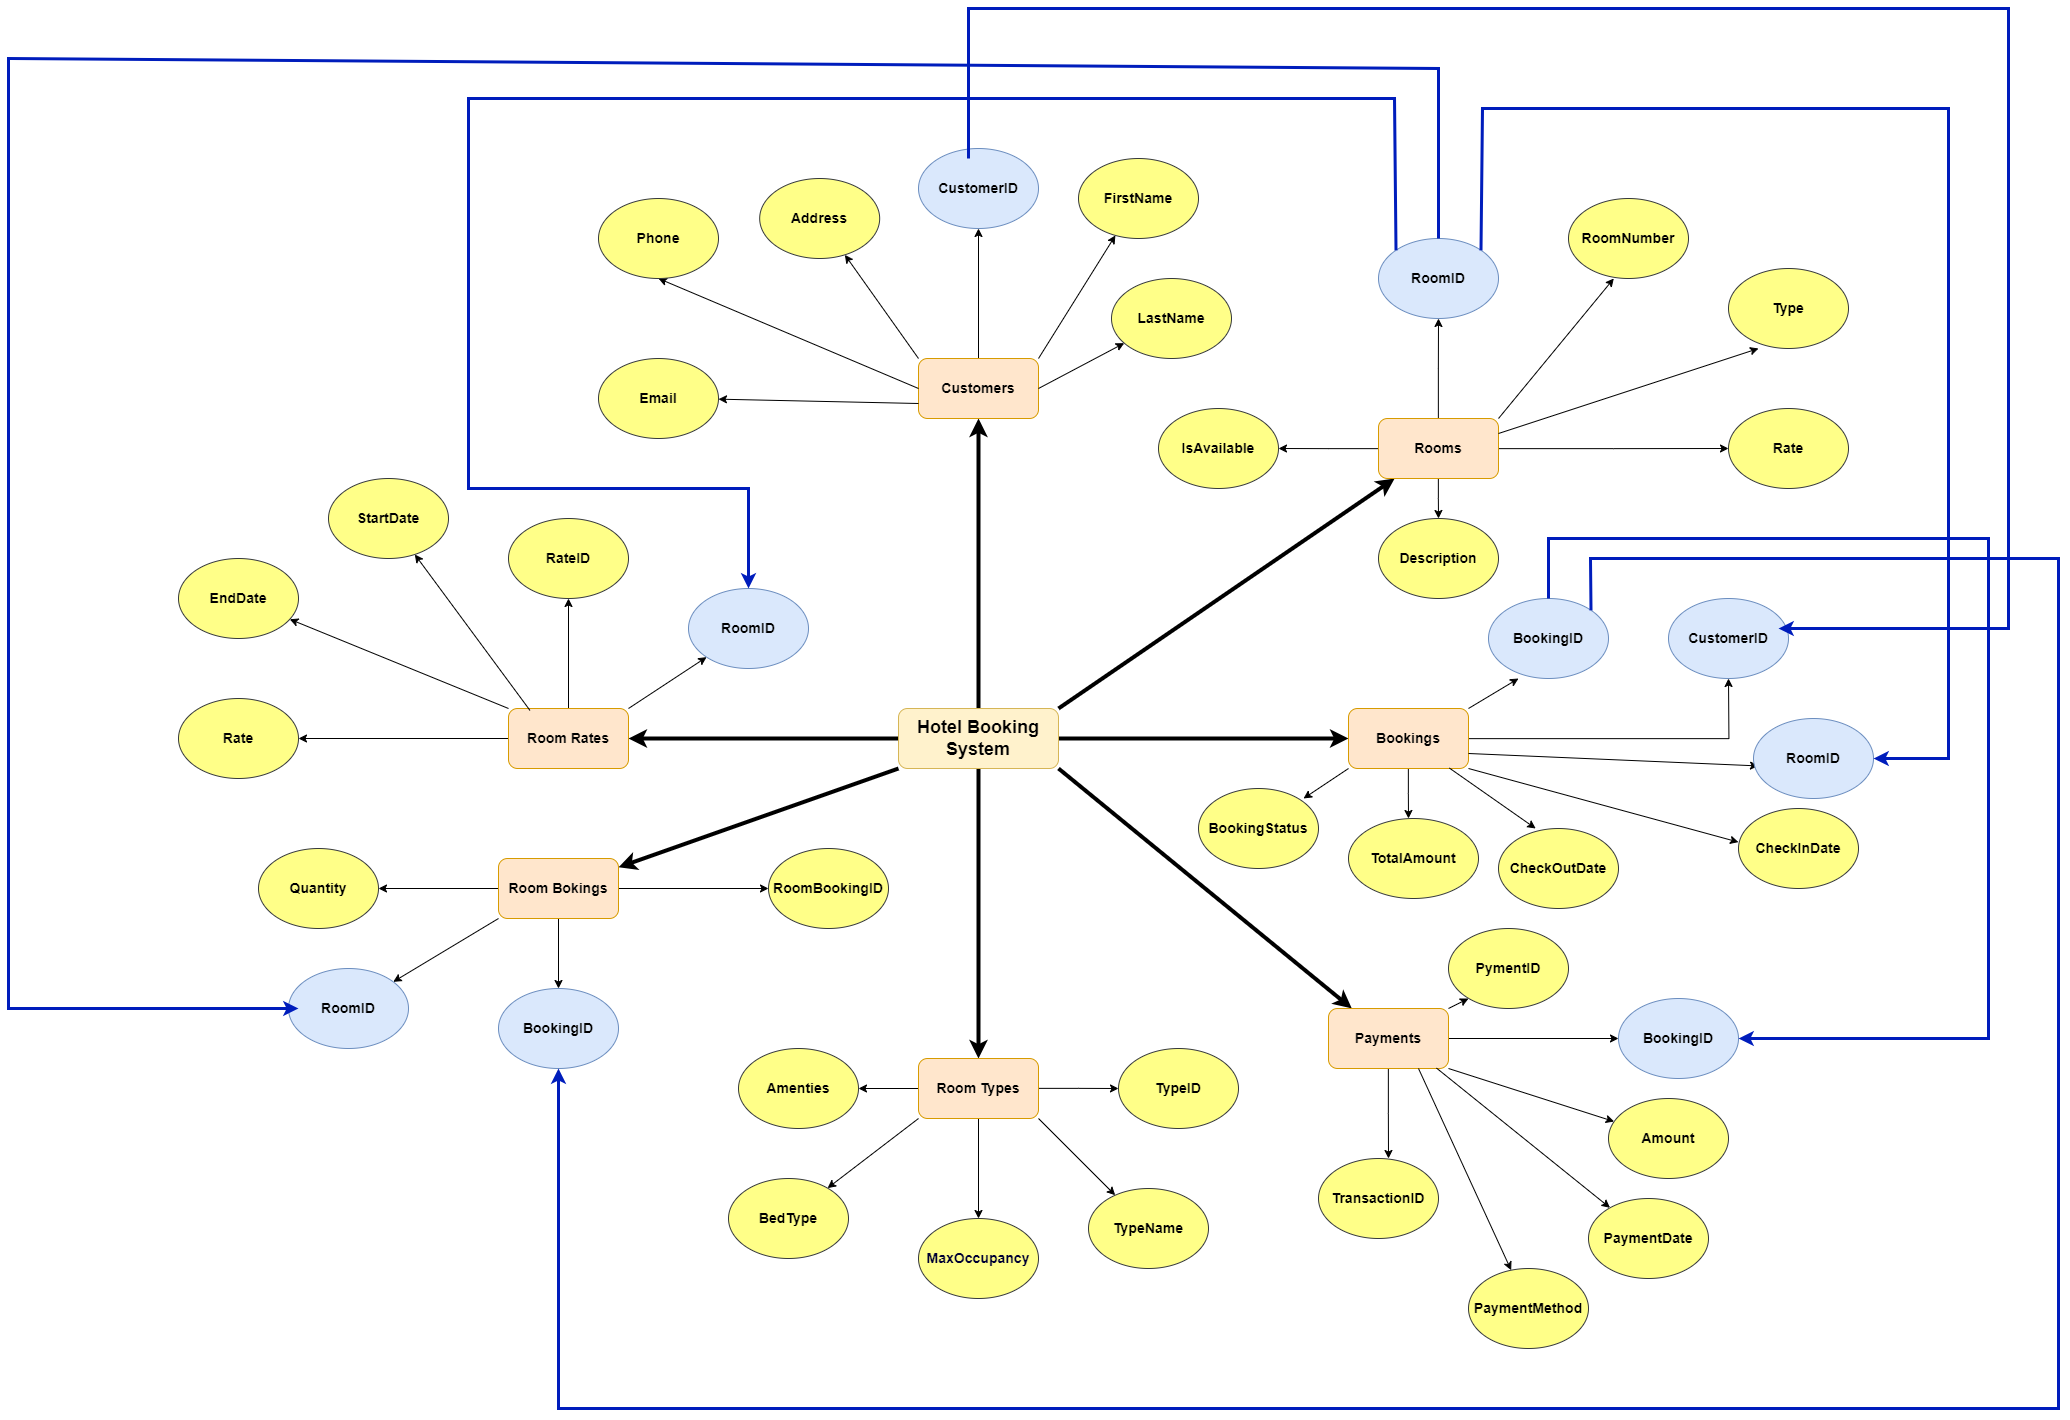 CustomerID
FirstName
Address
Phone
RoomNumber
RoomID
Type
LastName
Customers
Email
IsAvailable
Rooms
Rate
StartDate
RateID
Description
EndDate
RoomID
BookingID
CustomerID
Rate
Room Rates
Hotel Booking
System
Bookings
RoomID
BookingStatus
TotalAmount
CheckOutDate
CheckInDate
Quantity
Room Bokings
RoomBookingID
PymentID
RoomID
BookingID
Payments
BookingID
Amenties
Room Types
TypeID
Amount
TransactionID
BedType
TypeName
PaymentDate
MaxOccupancy
PaymentMethod